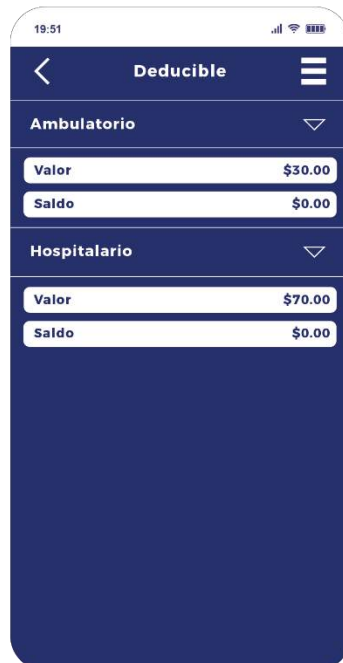 19:51
Deducible
Ambulatorio
Valor $30.00
Saldo $0.00
Hospitalario
Valor $70.00
Saldo $0.00